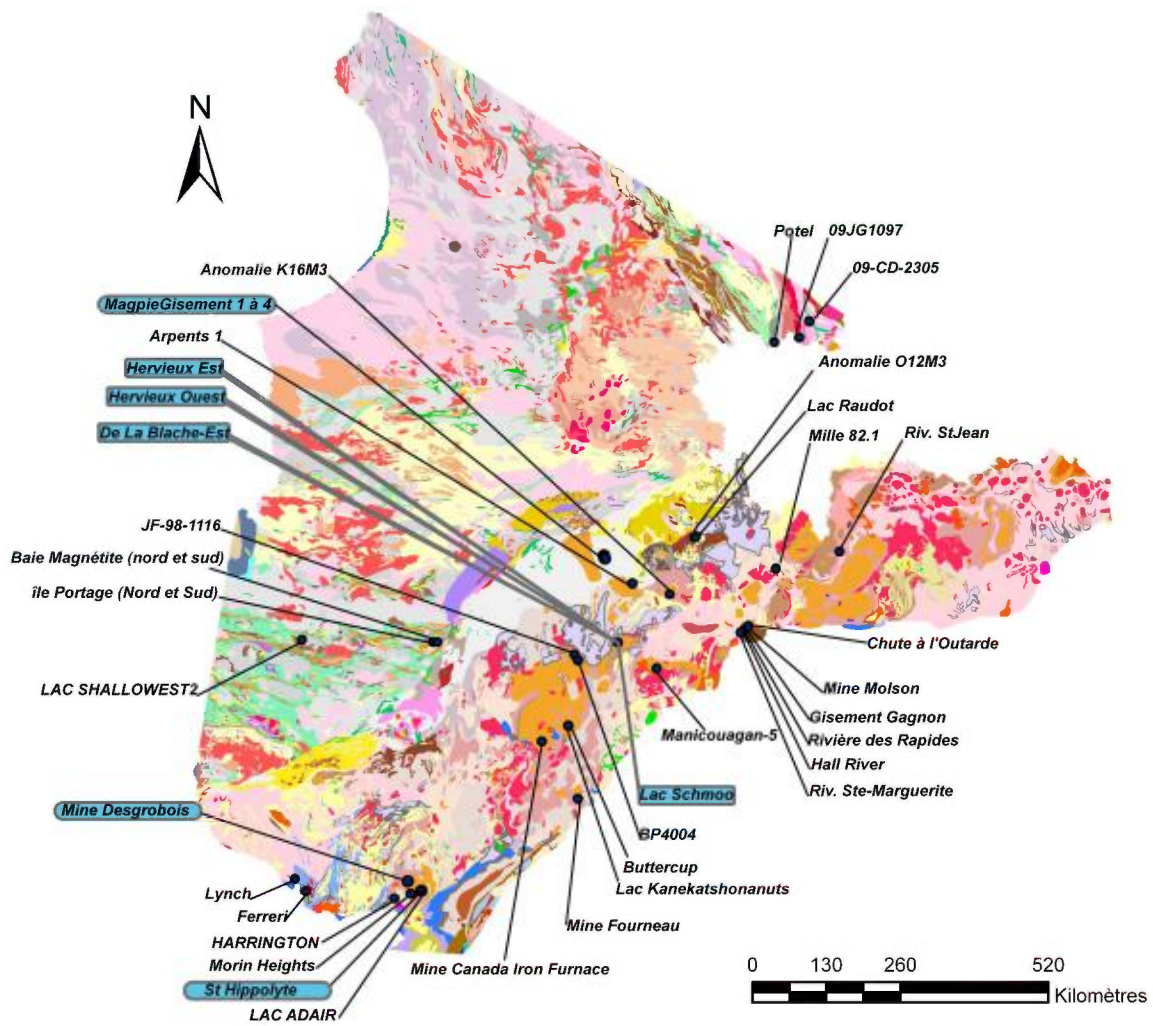 N
Potel
09JG1097
09-CD-2305
Anomalie K16M3
MagpieGisement 1 à 4
Arpents 1
Hervieux Est
Hervieux Ouest
De La Blache-Est
Anomalie O12M3
Lac Raudot
Mille 82.1
Riv. StJean
JF-98-1116
Baie Magnétite (nord et sud)
île Portage (Nord et Sud)
LAC SHALLOWEST2
Chute à l'Outarde
Mine Molson
Gisement Gagnon
Rivière des Rapides
Hall River
Riv. Ste-Marguerite
Manicouagan-5
Lac Schmoo
BP4004
Buttercup
Lac Kanekatshonanuts
Mine Fourneau
Mine Canada Iron Furnace
Mine Desgrobois
Lynch
Ferreri
HARRINGTON
Morin Heights
St Hippolyte
LAC ADAIR
0 130 260 520
Kilomètres